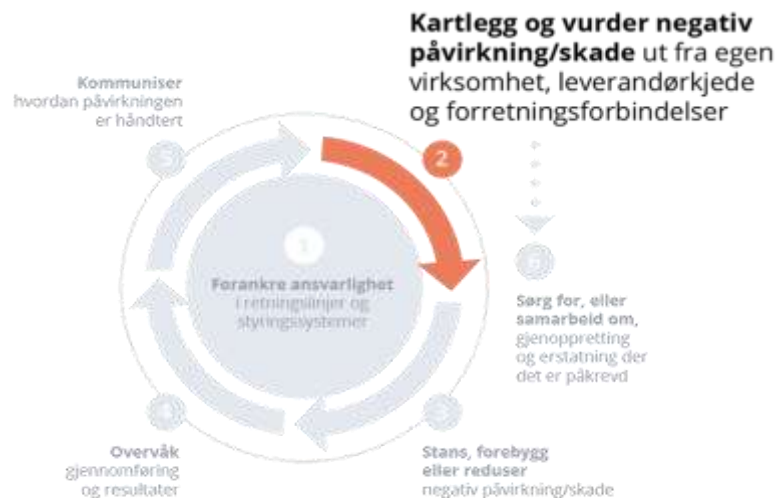 Kartlegg og vurder negativ
påvirkning/skade ut fra egen
virksomhet, leverandørkjede
og forretningsforbindelser
Kommuniser
hvordan påvirkningen
er håndtert
5
2
1
Forankre ansvarlighet
i retningslinjer og
styringssystemer
6
Sørg for, eller
samarbeid om,
gjenoppretting
og erstatning der
det er påkrevd
4
Overvåk
gjennomføring
og resultater
3
Stans, forebygg
eller reduser
negativ påvirkning/skade